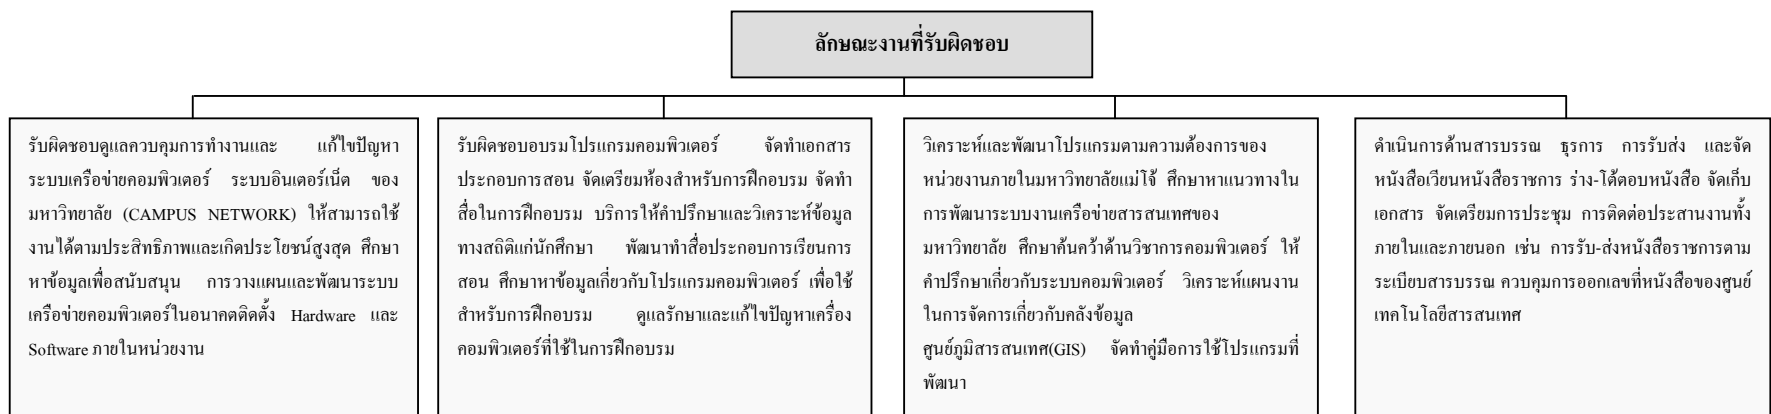 ลักษณะงานที่รับผิดชอบ
รับผิดชอบดูแลควบคุมการทำงานและ แก้ไขปัญหา
ระบบเครือข่ายคอมพิวเตอร์ ระบบอินเตอร์เน็ต ของ
มหาวิทยาลัย (CAMPUS NETWORK) ให้สามารถใช้
งานได้ตามประสิทธิภาพและเกิดประโยชน์สูงสุด ศึกษา
หาข้อมูลเพื่อสนับสนุน การวางแผนและพัฒนาระบบ
เครือข่ายคอมพิวเตอร์ในอนาคตติดตั้ง Hardware และ
Software ภายในหน่วยงาน
รับผิดชอบอบรมโปรแกรมคอมพิวเตอร์ จัดทำเอกสาร
ประกอบการสอน จัดเตรียมห้องสำหรับการฝึกอบรม จัดทำ
สื่อในการฝึกอบรม บริการให้คำปรึกษาและวิเคราะห์ข้อมูล
ทางสถิติแก่นักศึกษา พัฒนาทำสื่อประกอบการเรียนการ
สอน ศึกษาหาข้อมูลเกี่ยวกับโปรแกรมคอมพิวเตอร์ เพื่อใช้
สำหรับการฝึกอบรม ดูแลรักษาและแก้ไขปัญหาเครื่อง
คอมพิวเตอร์ที่ใช้ในการฝึกอบรม
วิเคราะห์และพัฒนาโปรแกรมตามความต้องการของ
หน่วยงานภายในมหาวิทยาลัยแม่โจ้ ศึกษาหาแนวทางใน
การพัฒนาระบบงานเครือข่ายสารสนเทศของ
มหาวิทยาลัย ศึกษาค้นคว้าด้านวิชาการคอมพิวเตอร์ ให้
คำปรึกษาเกี่ยวกับระบบคอมพิวเตอร์ วิเคราะห์แผนงาน
ในการจัดการเกี่ยวกับคลังข้อมูล
ศูนย์ภูมิสารสนเทศ(GIS) จัดทำคู่มือการใช้โปรแกรมที่
พัฒนา
ดำเนินการด้านสารบรรณ ธุรการ การรับส่ง และจัด
หนังสือเวียนหนังสือราชการ ร่าง-โต้ตอบหนังสือ จัดเก็บ
เอกสาร จัดเตรียมการประชุม การติดต่อประสานงานทั้ง
ภายในและภายนอก เช่น การรับ-ส่งหนังสือราชการตาม
ระเบียบสารบรรณ ควบคุมการออกเลขที่หนังสือของศูนย์
เทคโนโลยีสารสนเทศ